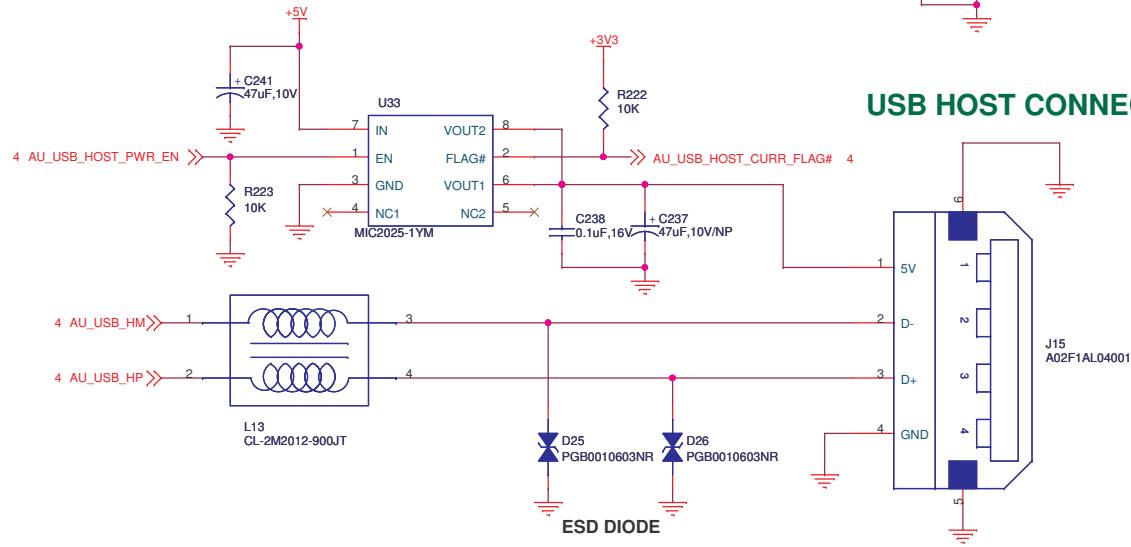 +5V
+3V3
+ C241
47uF,10V
R222
10K
USB HOST CONNE
U33
7 IN VOUT2 8
4 AU_USB_HOST_PWR_EN 1 EN FLAG# 2 AU_USB_HOST_CURR_FLAG# 4
3 GND VOUT1 6
4 NC1 NC2 5
MIC2025-1YM
R223
10K
C238
0.1uF,16V
+ C237
47uF,10V/NP
6
1 5V 1
4 AU_USB_HM 1 3 2 D- 2
J15
A02F1AL04001
4 AU_USB_HP 2 4 3 D+ 3
4 GND 4
L13
CL-2M2012-900JT
D25
PGB0010603NR
D26
PGB0010603NR
5
ESD DIODE